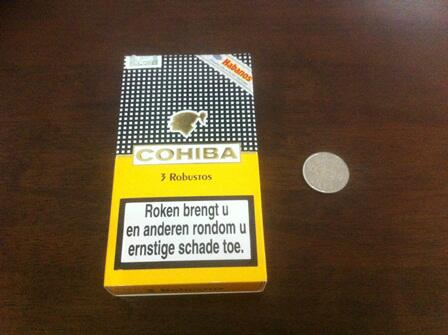 Habanos
COHIBA
3 Robustos
Roken brengt u
en anderen rondom u
ernstige schade toe.